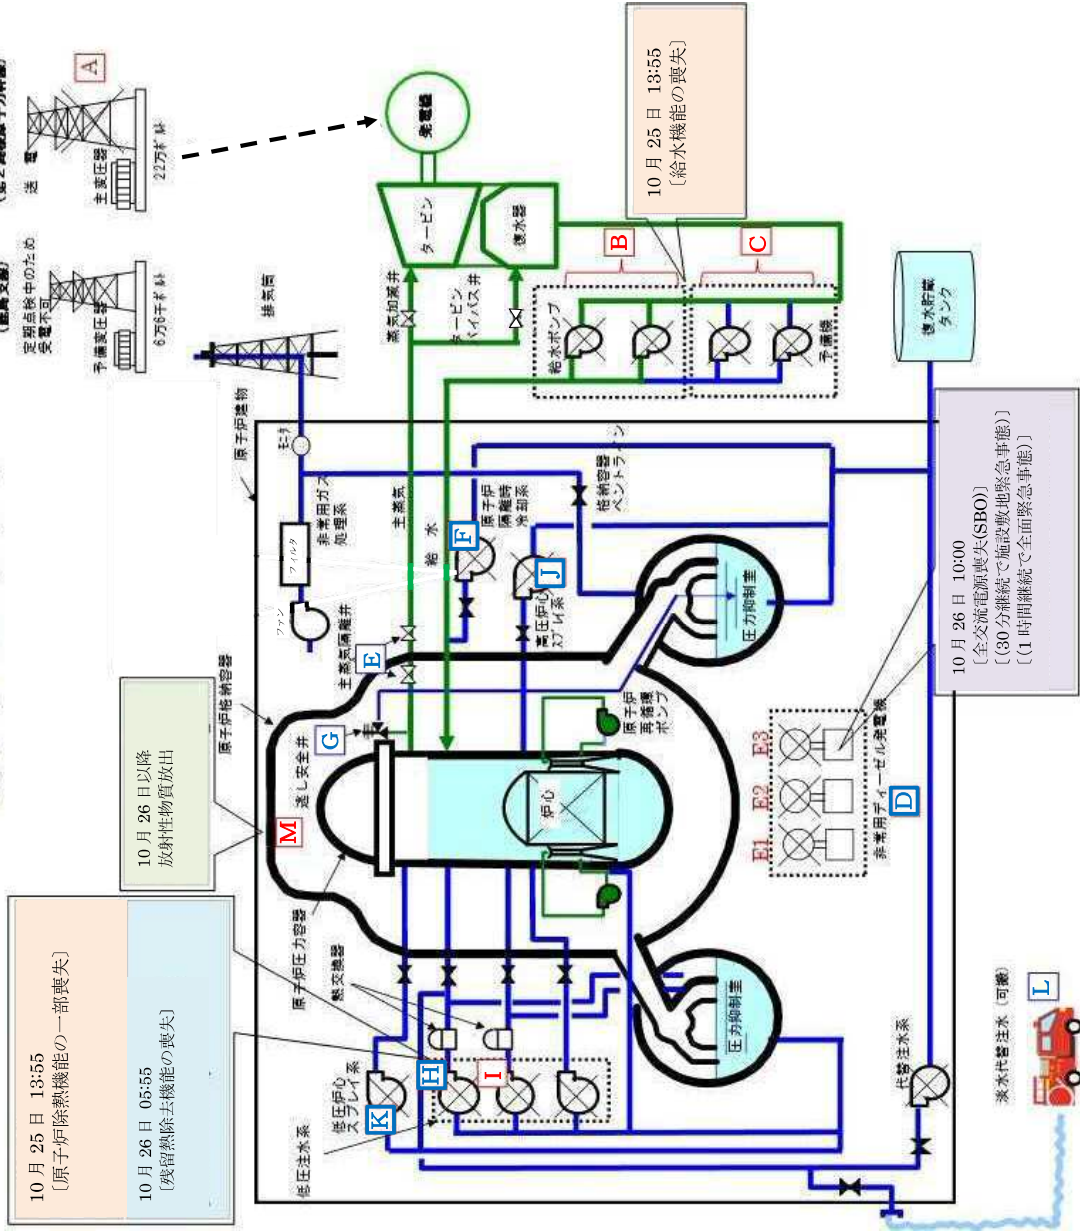 10月25日 13:55
［原子炉除熱機能の一部喪失］
10月26日 05:55
［残留熱除去機能の喪失］
10月26日以降
放射性物質放出
定期点検中のため
受電不可
予備変圧器
6万6千ボルト
送電
主変圧器
22万ボルト
A
排気筒
原子炉建物
モニタ
フィルタ
非常用ガス
処理系
ファン
原子炉格納容器
主蒸気隔離弁
E
主蒸気
給水
蒸気加減弁
タービン
バイパス弁
タービン
発電機
復水器
逃し安全弁
G
M
原子炉圧力容器
熱交換器
低圧注水系
低圧炉心
スプレイ系
K
H
I
F
原子炉
隔離時
冷却系
高圧炉心
スプレイ系
J
格納容器
ベントライン
給水ポンプ
予備機
B
C
10月25日 13:55
［給水機能の喪失］
炉心
原子炉
再循環
ポンプ
圧力抑制室
圧力抑制室
E1
E2
E3
非常用ディーゼル発電機
D
復水貯蔵
タンク
代替注水系
10月26日 10:00
［全交流電源喪失(SBO)］
［(30分継続で施設敷地緊急事態)］
［(1時間継続で全面緊急事態)］
淡水代替注水（可搬）
L